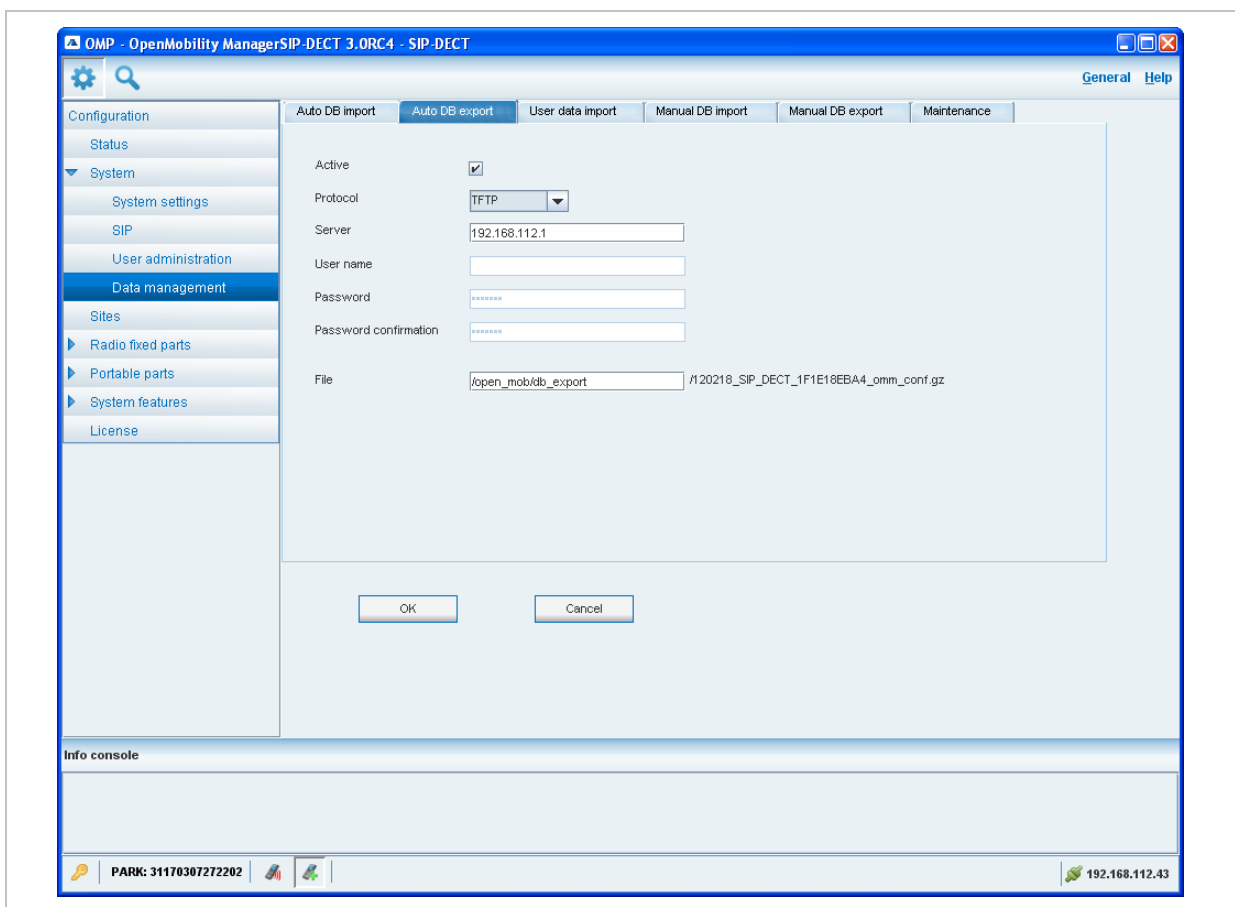 OMP - OpenMobility ManagerSIP-DECT 3.0RC4 - SIP-DECT
General Help
Configuration
Status
System
System settings
SIP
User administration
Data management
Sites
Radio fixed parts
Portable parts
System features
License
Auto DB import Auto DB export User data import Manual DB import Manual DB export Maintenance
Active
Protocol TFTP
Server 192.168.112.1
User name
Password *******
Password confirmation *******
File /open_mob/db_export /120218_SIP_DECT_1F1E18EBA4_omm_conf.gz
OK Cancel
Info console
PARK: 31170307272202 192.168.112.43